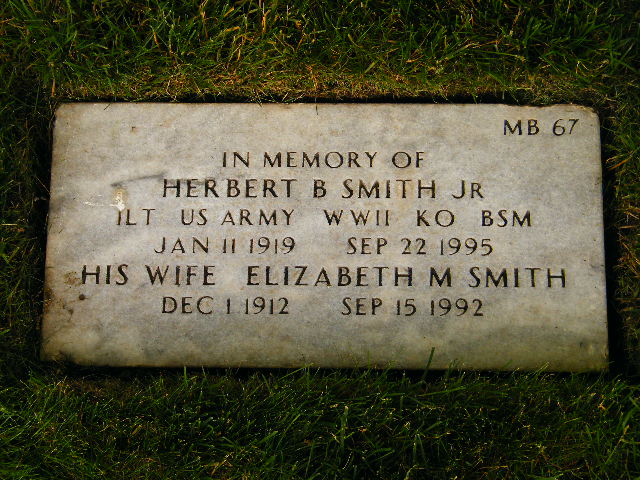 MB 67
IN MEMORY OF
HERBERT B SMITH JR
1LT US ARMY WWII KO BSM
JAN 11 1919 SEP 22 1995
HIS WIFE ELIZABETH M SMITH
DEC 1 1912 SEP 15 1992